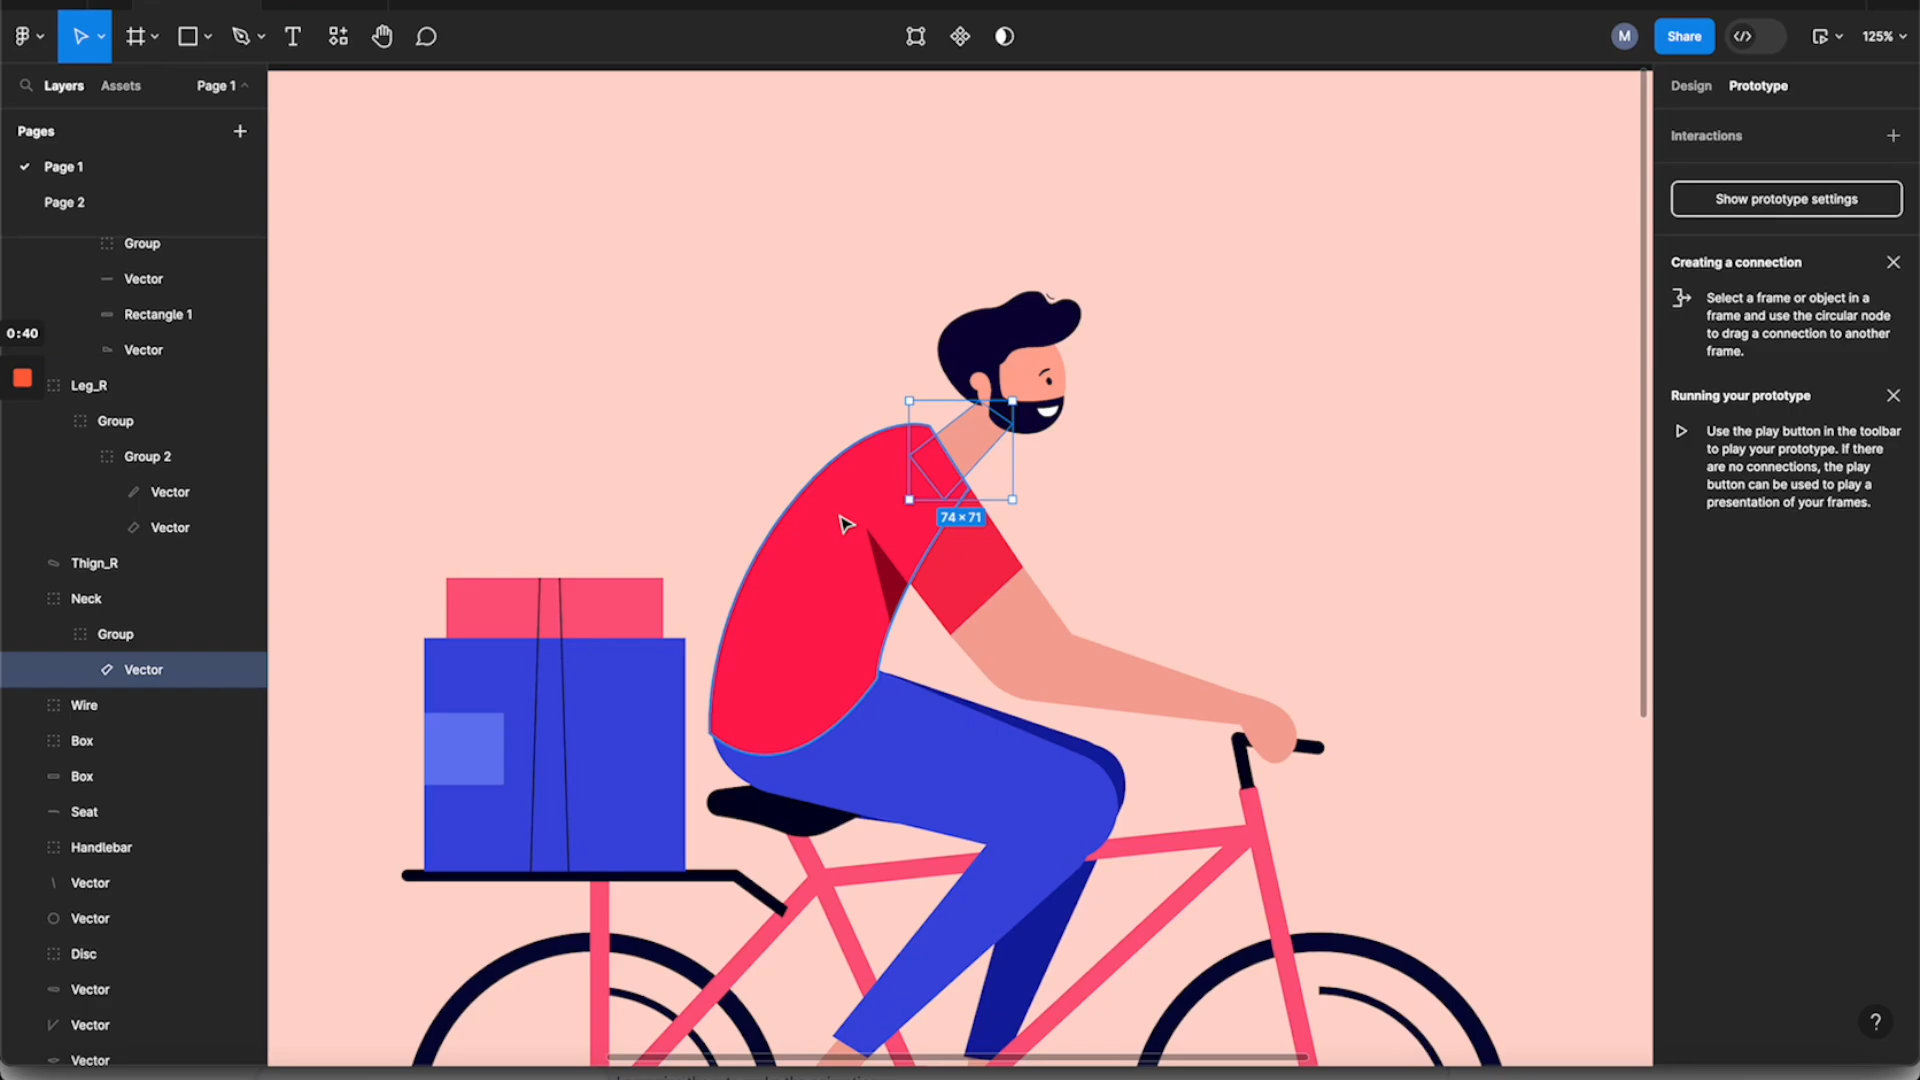 M
Share
125%
Layers
Assets
Page 1
Design
Prototype
Pages
Interactions
Page 1
Show prototype settings
Page 2
Group
Creating a connection
Vector
Select a frame or object in a
frame and use the circular node
to drag a connection to another
frame.
Rectangle 1
0:40
Vector
Leg_R
Running your prototype
Group
Use the play button in the toolbar
to play your prototype. If there
are no connections, the play
button can be used to play a
presentation of your frames.
Group 2
Vector
74 × 71
Vector
Thign_R
Neck
Group
Vector
Wire
Box
Box
Seat
Handlebar
Vector
Vector
Disc
Vector
Vector
?
Vector